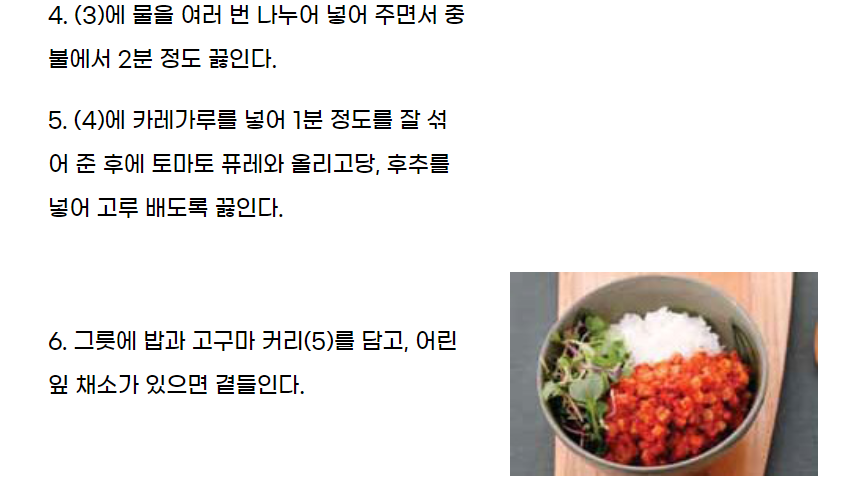 4. (3)에 물을 여러 번 나누어 넣어 주면서 중
불에서 2분 정도 끓인다.
5. (4)에 카레가루를 넣어 1분 정도를 잘 섞
어 준 후에 토마토 퓨레와 올리고당, 후추를
넣어 고루 배도록 끓인다.
6. 그릇에 밥과 고구마 커리(5)를 담고, 어린
잎 채소가 있으면 곁들인다.